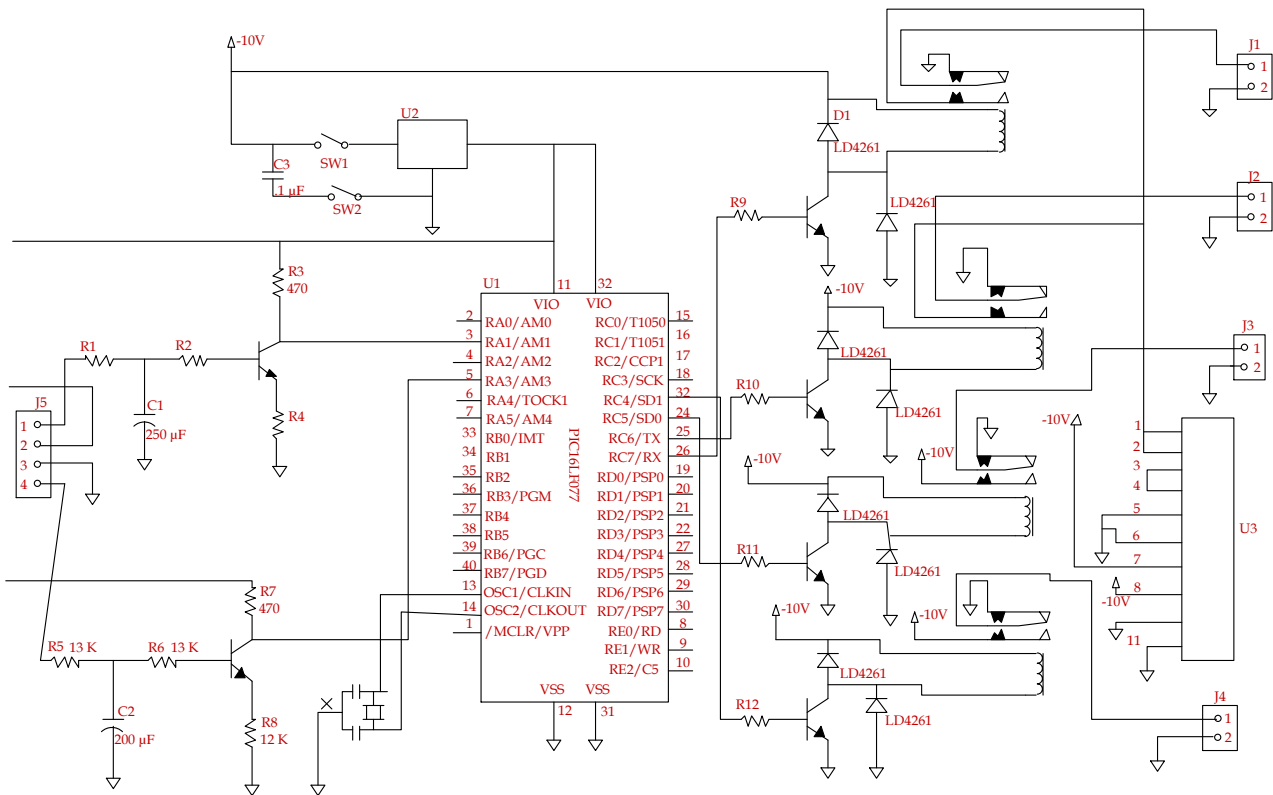 -10V
J1
1
2
U2
D1
LD4261
C3
SW1
.1 µF
SW2
J2
1
2
R9
LD4261
R3
470
U1
11
32
-10V
VIO
VIO
2
RA0/AM0
RC0/T1050
15
3
RA1/AM1
RC1/T1051
16
4
RA2/AM2
RC2/CCP1
17
5
RA3/AM3
RC3/SCK
18
6
RA4/TOCK1
RC4/SD1
32
7
RA5/AM4
RC5/SD0
24
33
RB0/IMT
RC6/TX
25
34
RB1
RC7/RX
26
35
RB2
RD0/PSP0
19
36
RB3/PGM
RD1/PSP1
20
37
RB4
RD2/PSP2
21
38
RB5
RD3/PSP3
22
39
RB6/PGC
RD4/PSP4
27
40
RB7/PGD
RD5/PSP5
28
13
OSC1/CLKIN
RD6/PSP6
29
14
OSC2/CLKOUT
RD7/PSP7
30
1
/MCLR/VPP
RE0/RD
8
RE1/WR
9
RE2/C5
10
PIC16LF077
VSS
VSS
12
31
R1
R2
C1
250 µF
R4
J5
1
2
3
4
LD4261
R10
LD4261
J3
1
2
-10V
-10V
-10V
LD4261
R11
LD4261
1
2
3
4
5
6
7
8
11
U3
-10V
R7
470
R5
13 K
R6
13 K
C2
200 µF
R8
12 K
-10V
-10V
LD4261
R12
LD4261
J4
1
2